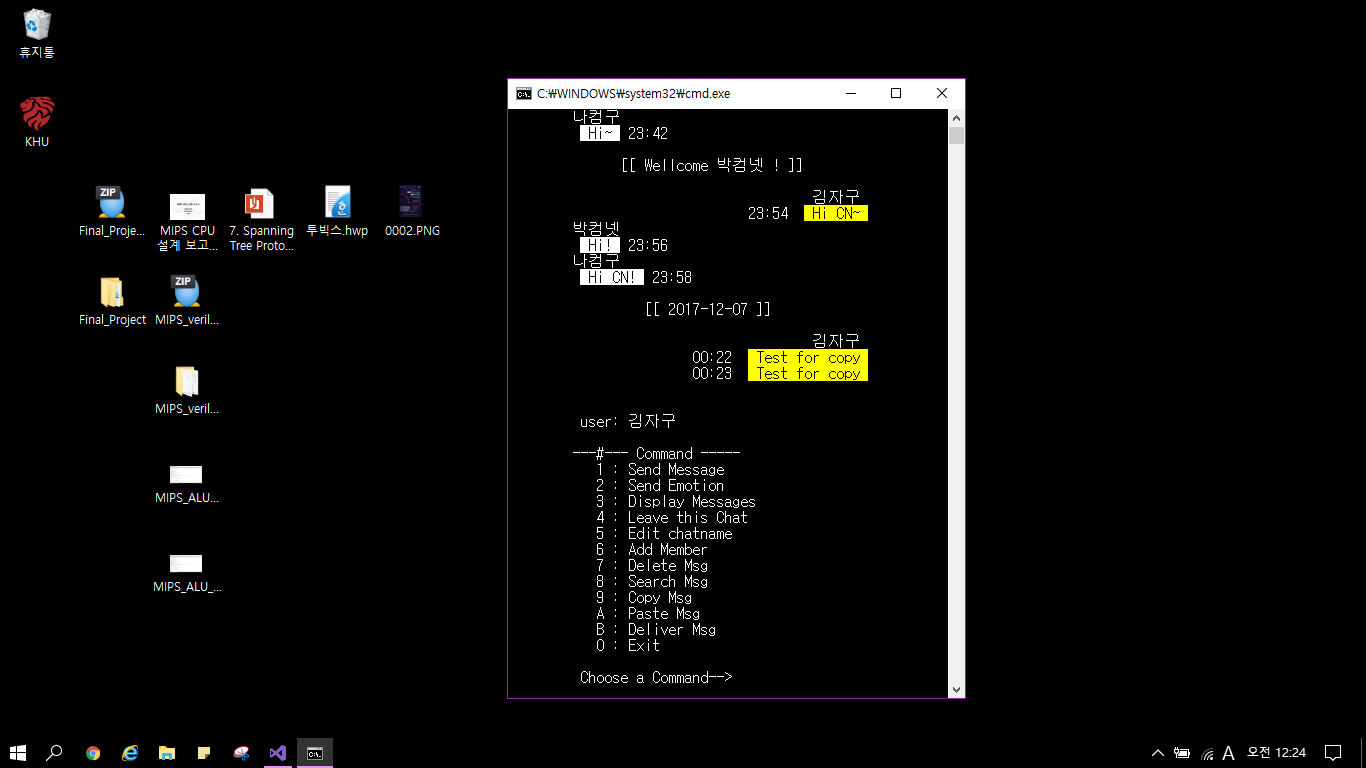 휴지통
KHU
Final_Proje...
MIPS CPU
설계 보고...
7. Spanning
Tree Proto...
투빅스.hwp
0002.PNG
Final_Project
MIPS_veril...
MIPS_veril...
MIPS_ALU...
MIPS_ALU_...
C:₩WINDOWS₩system32₩cmd.exe
나컴구
Hi~ 23:42
[[ Wellcome 박컴넷 ! ]]
김자구
23:54 Hi CN~
박컴넷
Hi! 23:56
나컴구
Hi CN! 23:58
[[ 2017-12-07 ]]
김자구
00:22 Test for copy
00:23 Test for copy
user: 김자구
---#--- Command -----
1 : Send Message
2 : Send Emotion
3 : Display Messages
4 : Leave this Chat
5 : Edit chatname
6 : Add Member
7 : Delete Msg
8 : Search Msg
9 : Copy Msg
A : Paste Msg
B : Deliver Msg
0 : Exit
Choose a Command-->
A 오전 12:24